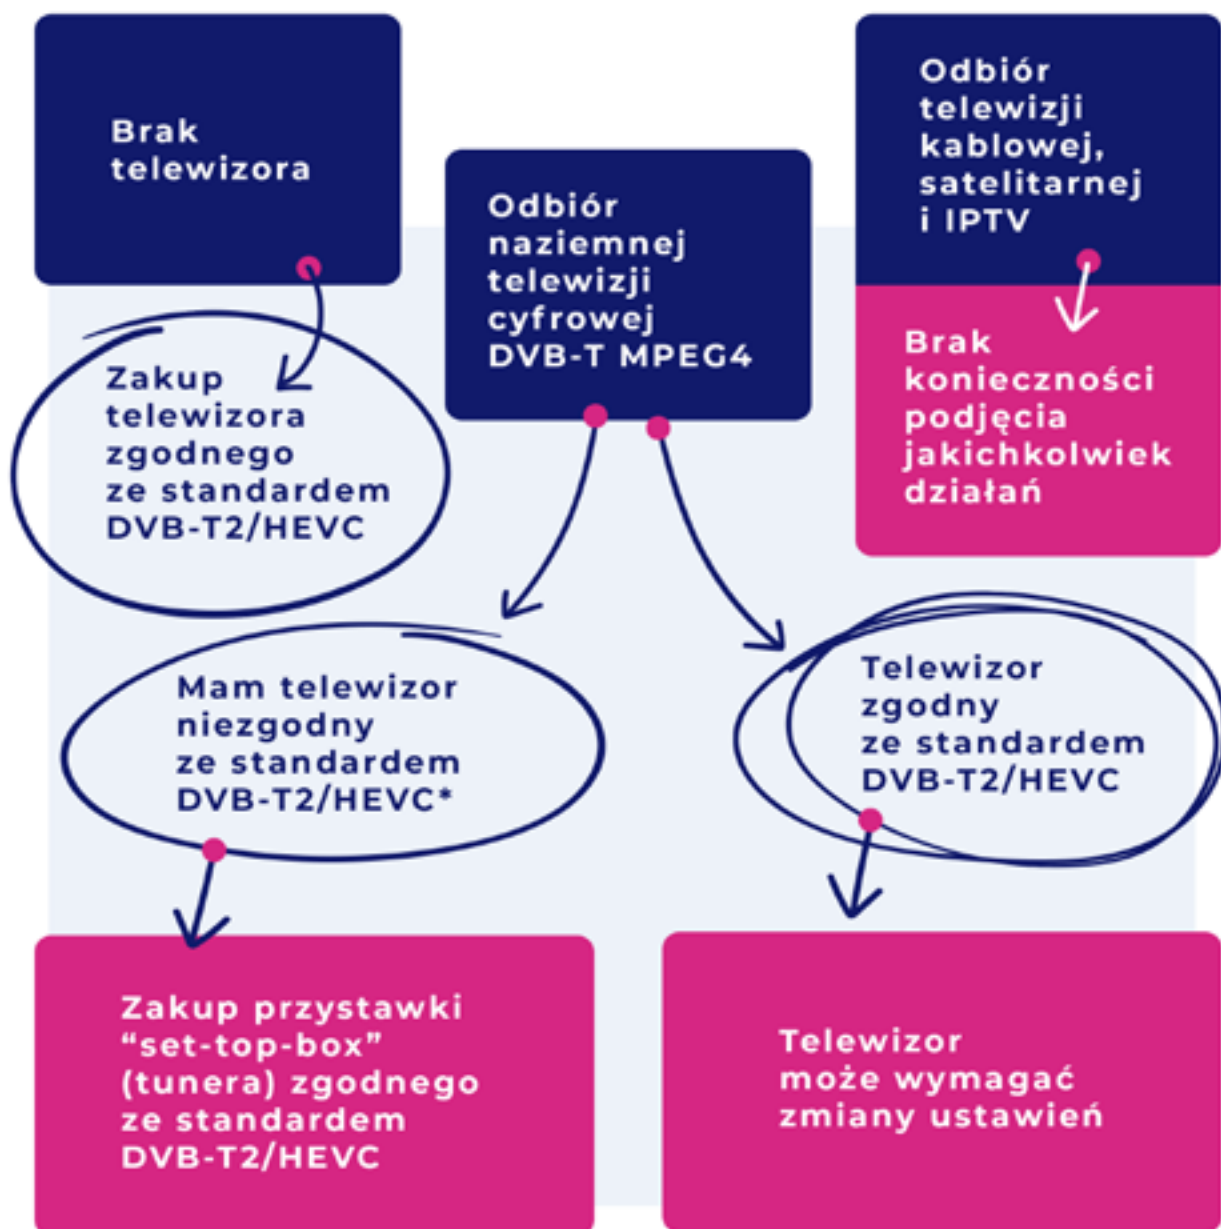 Brak
telewizora
Odbiór
naziemnej
telewizji
cyfrowej
DVB-T MPEG4
Odbiór
telewizji
kablowej,
satelitarnej
i IPTV
Zakup
telewizora
zgodnego
ze standardem
DVB-T2/HEVC
Brak
konieczności
podjęcia
jakichkolwiek
działań
Mam telewizor
niezgodny
ze standardem
DVB-T2/HEVC*
Telewizor
zgodny
ze standardem
DVB-T2/HEVC
Zakup przystawki
“set-top-box”
(tunera) zgodnego
ze standardem
DVB-T2/HEVC
Telewizor
może wymagać
zmiany ustawień